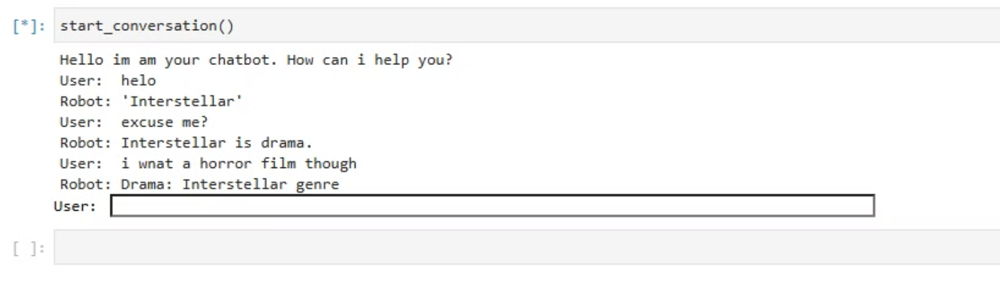 [*]: start_conversation()
Hello im am your chatbot. How can i help you?
User: helo
Robot: 'Interstellar'
User: excuse me?
Robot: Interstellar is drama.
User: i wnat a horror film though
Robot: Drama: Interstellar genre
User:
[ ]: